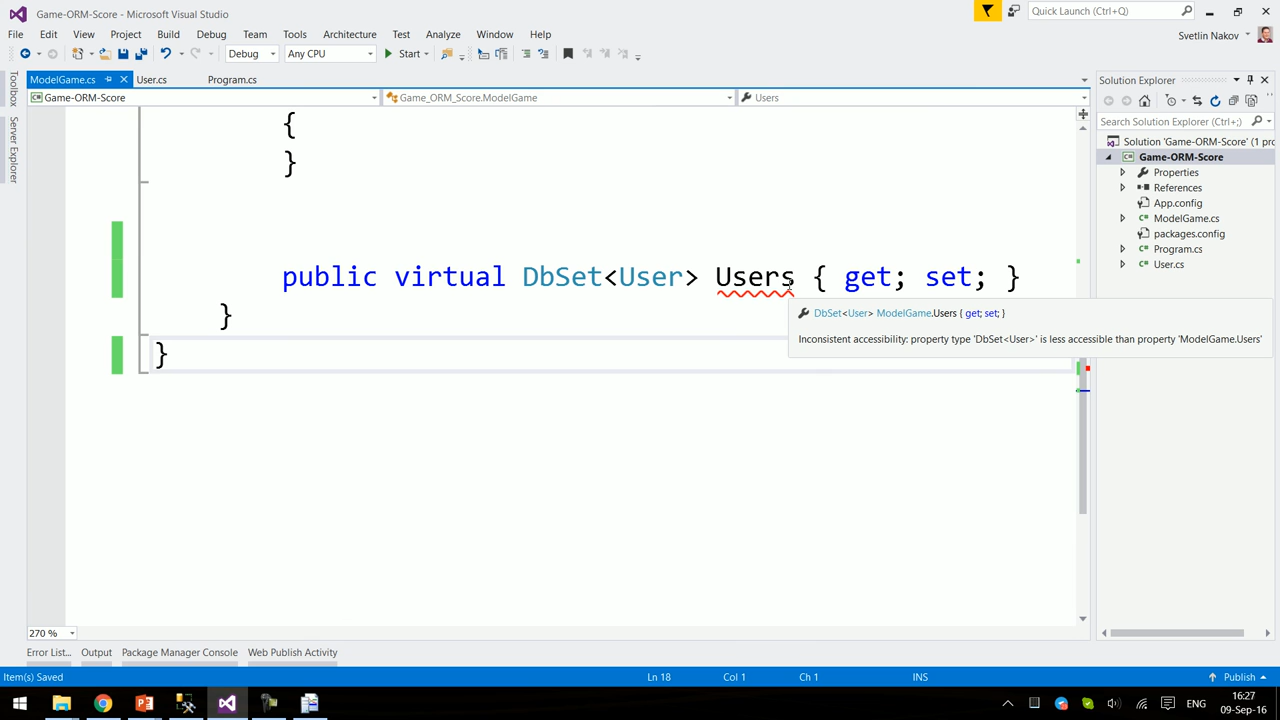 Game-ORM-Score - Microsoft Visual Studio
Quick Launch (Ctrl+Q)
File Edit View Project Build Debug Team Tools Architecture Test Analyze Window Help
Svetlin Nakov
Debug Any CPU Start
Toolbox
Server Explorer
ModelGame.cs User.cs Program.cs
Game-ORM-Score Game_ORM_Score.ModelGame Users
{
}
public virtual DbSet<User> Users { get; set; }
}
}
DbSet<User> ModelGame.Users { get; set; }
Inconsistent accessibility: property type 'DbSet<User>' is less accessible than property 'ModelGame.Users'
Solution Explorer
Search Solution Explorer (Ctrl+;)
Solution 'Game-ORM-Score' (1 pro
Game-ORM-Score
Properties
References
App.config
ModelGame.cs
packages.config
Program.cs
User.cs
270 %
Error List... Output Package Manager Console Web Publish Activity
Item(s) Saved Ln 18 Col 1 Ch 1 INS Publish
ENG
16:27
09-Sep-16